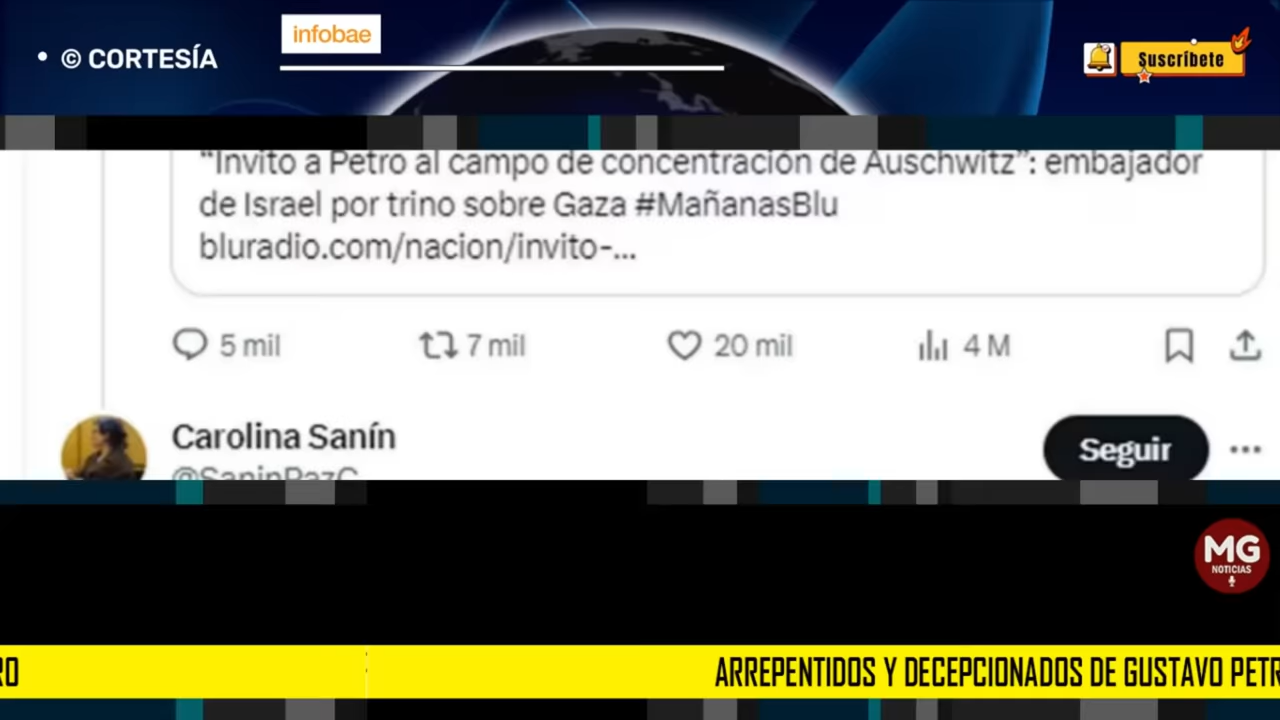 • © CORTESÍA
infobae
Suscríbete
“Invito a Petro al campo de concentración de Auschwitz”: embajador
de Israel por trino sobre Gaza #MañanasBlu
bluradio.com/nacion/invito-...
5 mil 7 mil 20 mil 4 M
Carolina Sanín
Seguir
@SaninPazC
MG
NOTICIAS
RO
ARREPENTIDOS Y DECEPCIONADOS DE GUSTAVO PETR